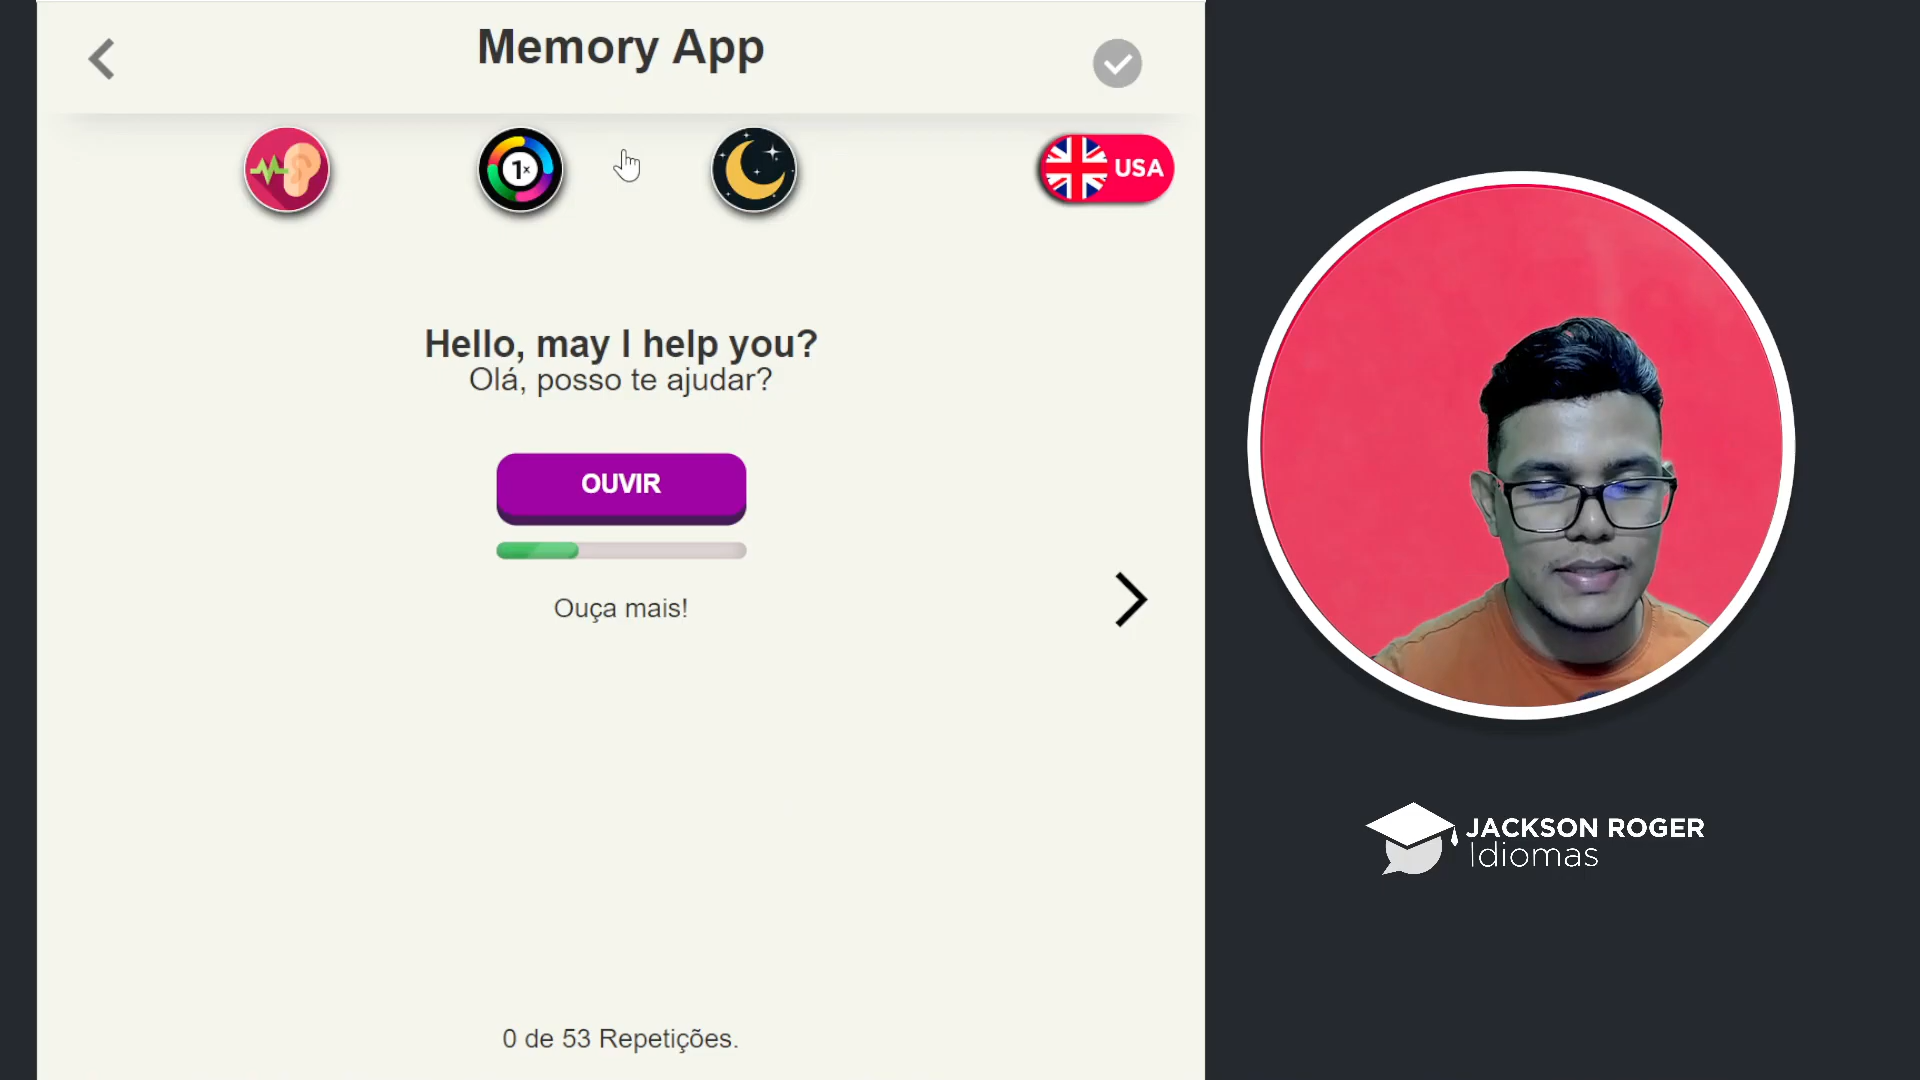 Memory App
1x
USA
Hello, may I help you?
Olá, posso te ajudar?
OUVIR
Ouça mais!
0 de 53 Repetições.
JACKSON ROGER
Idiomas